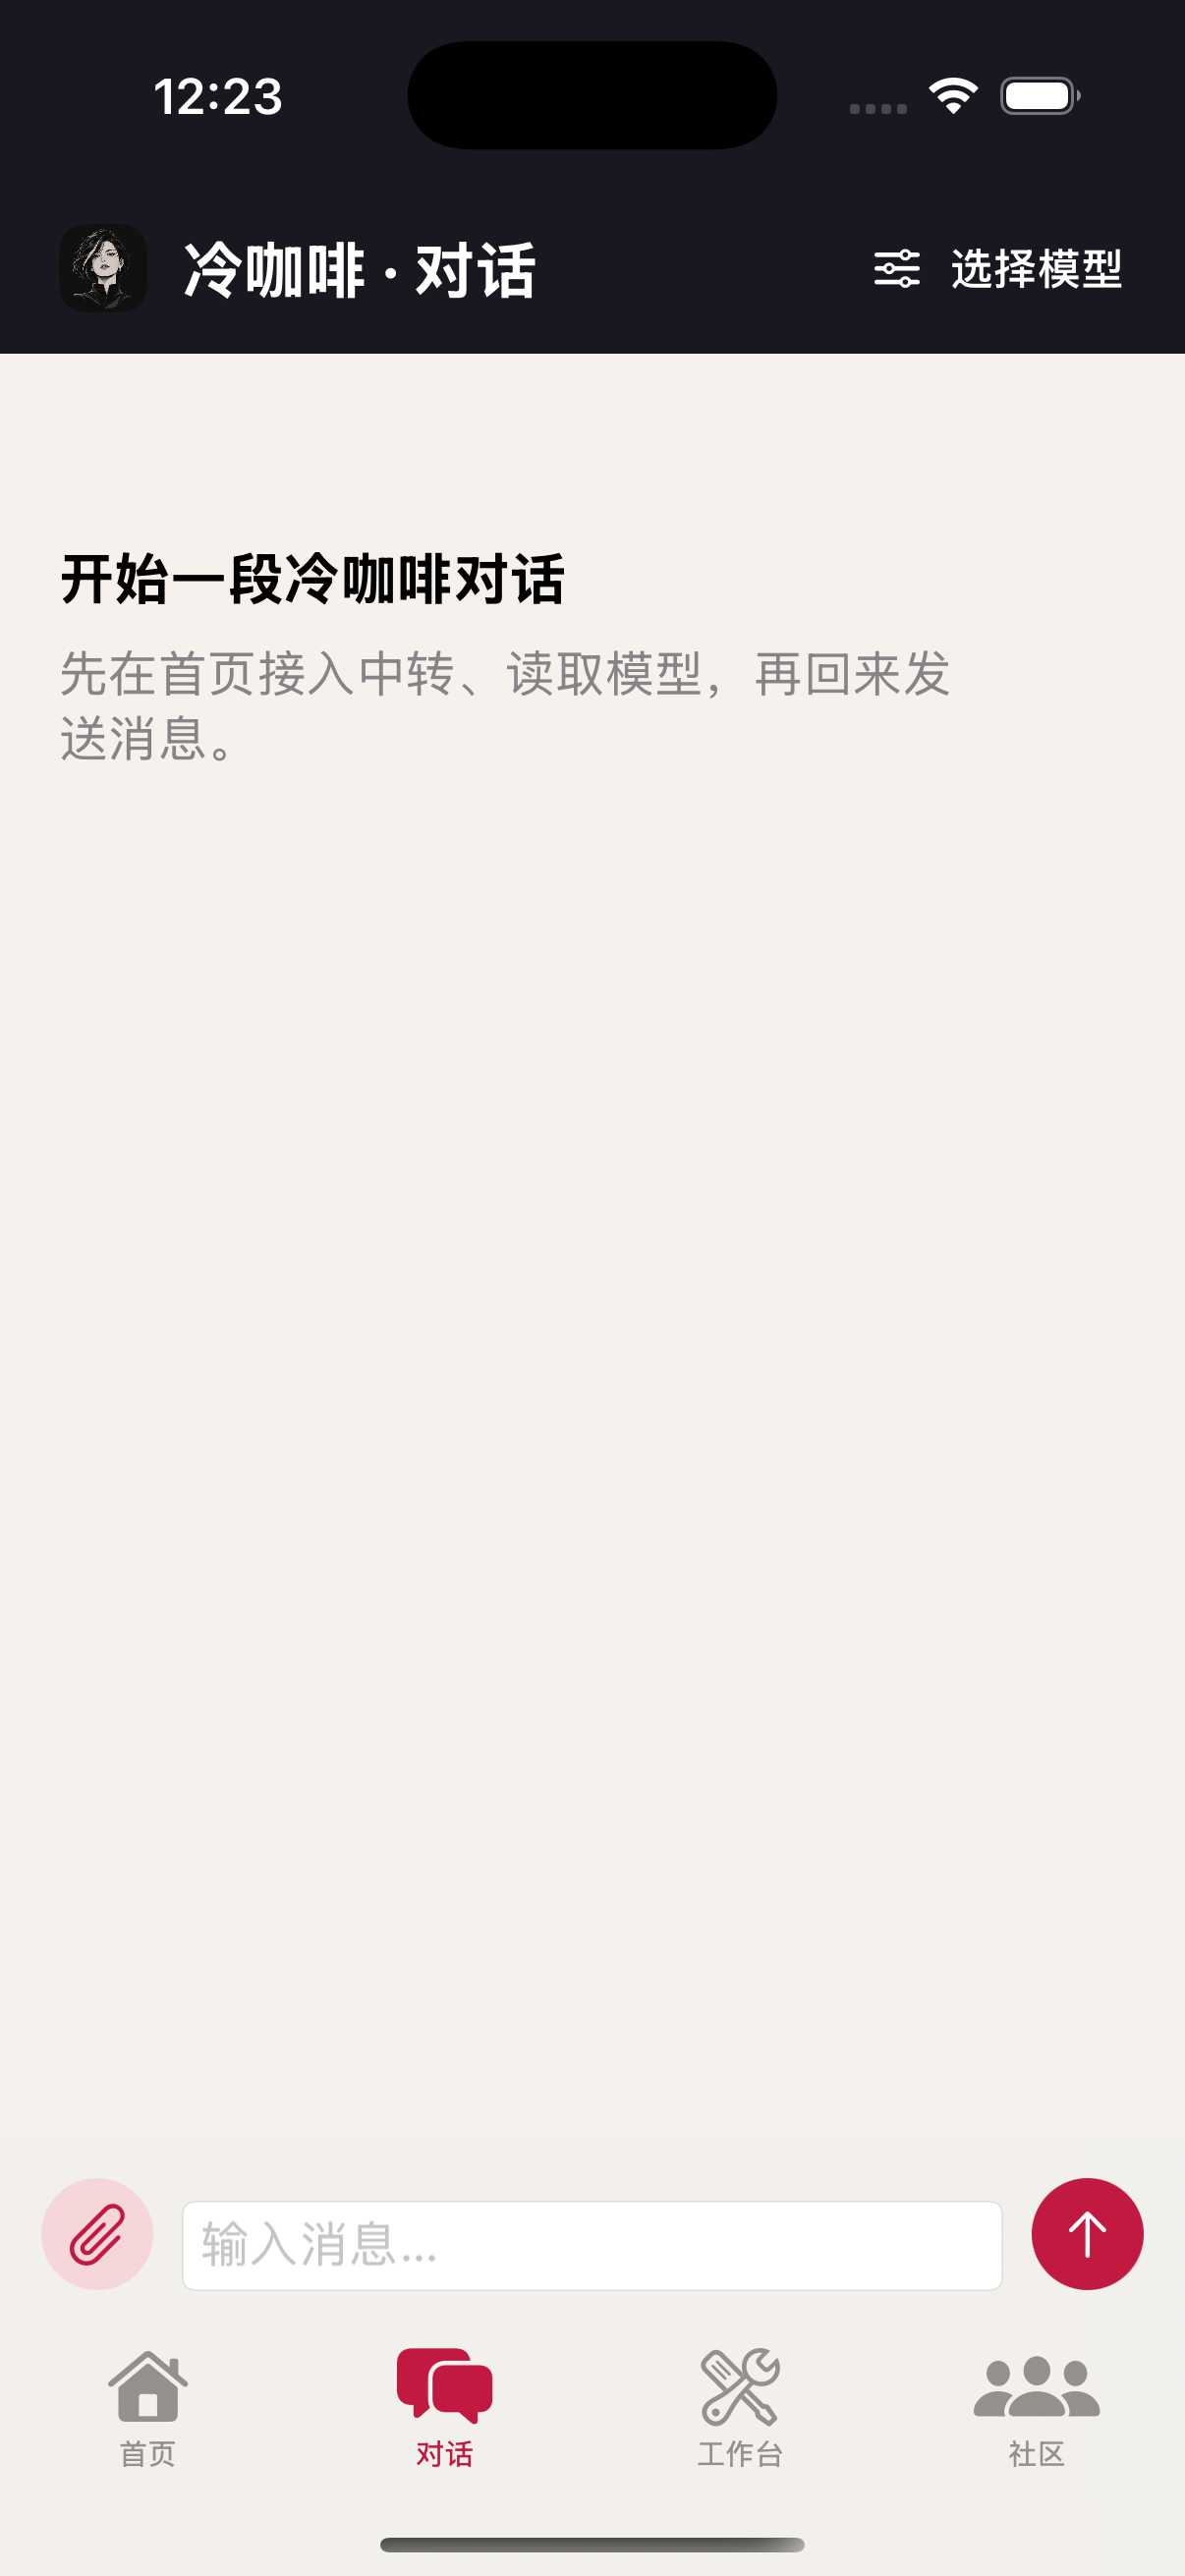 12:23
冷咖啡 · 对话
选择模型
开始一段冷咖啡对话
先在首页接入中转、读取模型，再回来发
送消息。
输入消息...
首页
对话
工作台
社区